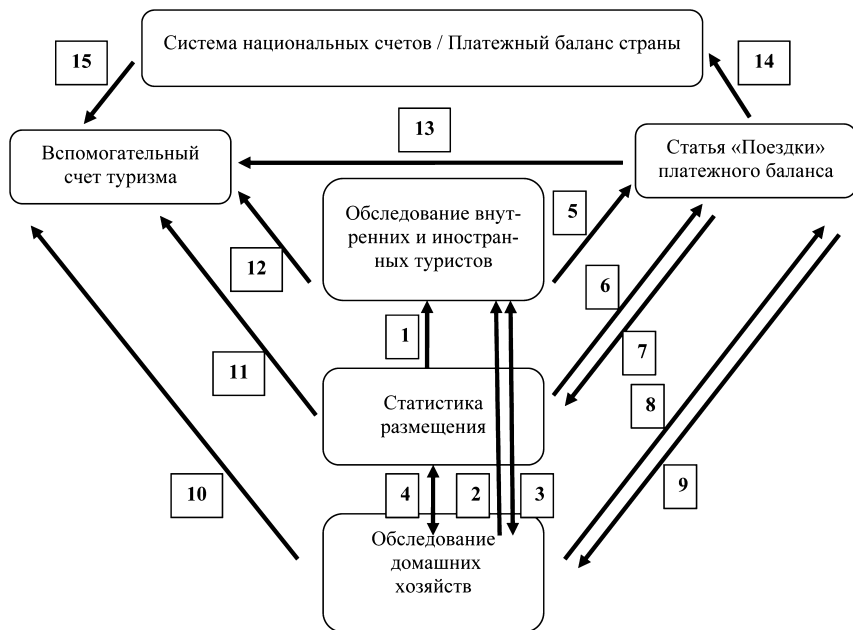 Система национальных счетов / Платежный баланс страны
15
14
13
Вспомогательный
счет туризма
Статья «Поездки»
платежного баланса
Обследование внут-
ренних и иностран-
ных туристов
5
12
6
1
7
11
Статистика
размещения
8
10
4
2
3
9
Обследование
домашних
хозяйств